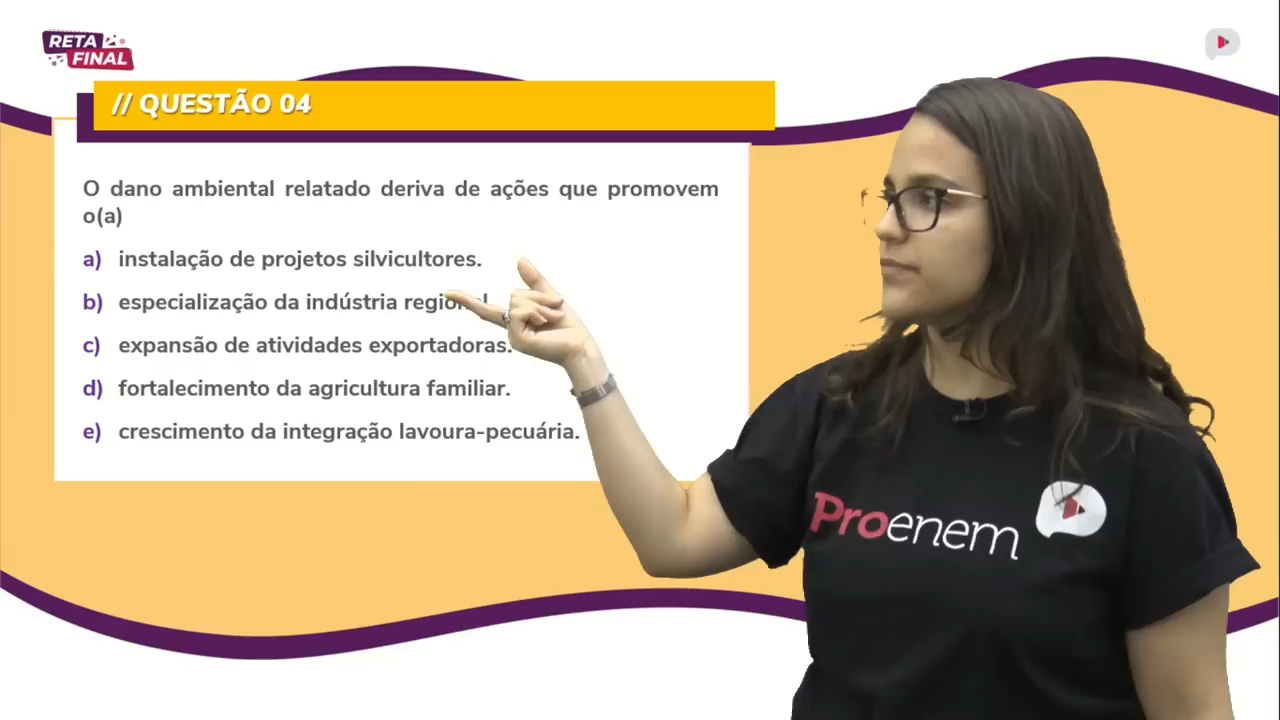 RETA
FINAL
// QUESTÃO 04
O dano ambiental relatado deriva de ações que promovem
o(a)
a) instalação de projetos silvicultores.
b) especialização da indústria regional.
c) expansão de atividades exportadoras.
d) fortalecimento da agricultura familiar.
e) crescimento da integração lavoura-pecuária.
Proenem